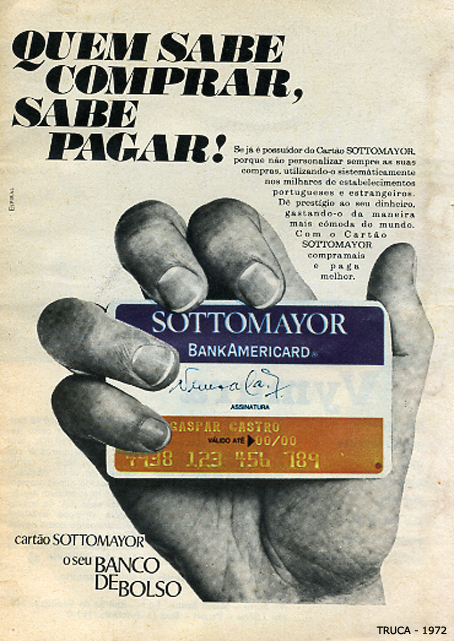 QUEM SABE
COMPRAR,
SABE
PAGAR!
Se já é possuidor do Cartão SOTTOMAYOR,
porque não personalizar sempre as suas
compras, utilizando-o sistemáticamente
nos milhares de estabelecimentos
portugueses e estrangeiros.
Dê prestígio ao seu dinheiro,
gastando-o da maneira
mais cómoda do mundo.
Com o Cartão
SOTTOMAYOR
compra mais
e paga
melhor.
ESPIRAL
SOTTOMAYOR
BANKAMERICARD®
ASSINATURA
GASPAR CASTRO
VÁLIDO ATÉ 00/00
4498 123 456 789
cartão SOTTOMAYOR
o seu BANCO
DE BOLSO
TRUCA - 1972